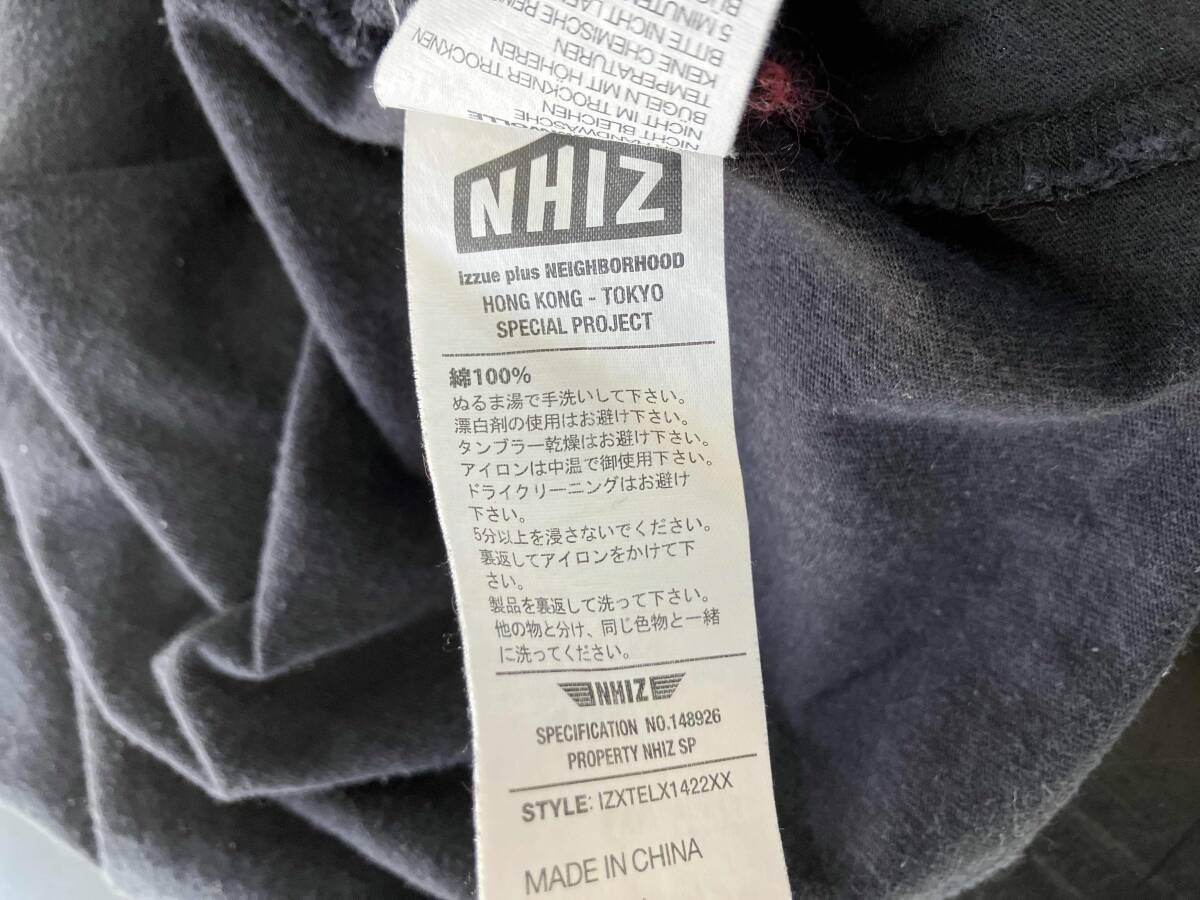 BÜGELN MIT HÖHEREN
TEMPERATUREN
KEINE CHEMISCHE REIN
BITTE NICHT
5 MINUTEN
NICHT IM TROCKNER TROCKNEN
NICHT BLEICHEN
NHIZ
izzue plus NEIGHBORHOOD
HONG KONG - TOKYO
SPECIAL PROJECT
綿100%
ぬるま湯で手洗いして下さい。
漂白剤の使用はお避け下さい。
タンブラー乾燥はお避け下さい。
アイロンは中温で御使用下さい。
ドライクリーニングはお避け
下さい。
5分以上を浸さないでください。
裏返してアイロンをかけて下
さい。
製品を裏返して洗って下さい。
他の物と分け、同じ色物と一緒
に洗ってください。
NHIZ
SPECIFICATION NO.148926
PROPERTY NHIZ SP
STYLE: IZXTELX1422XX
MADE IN CHINA